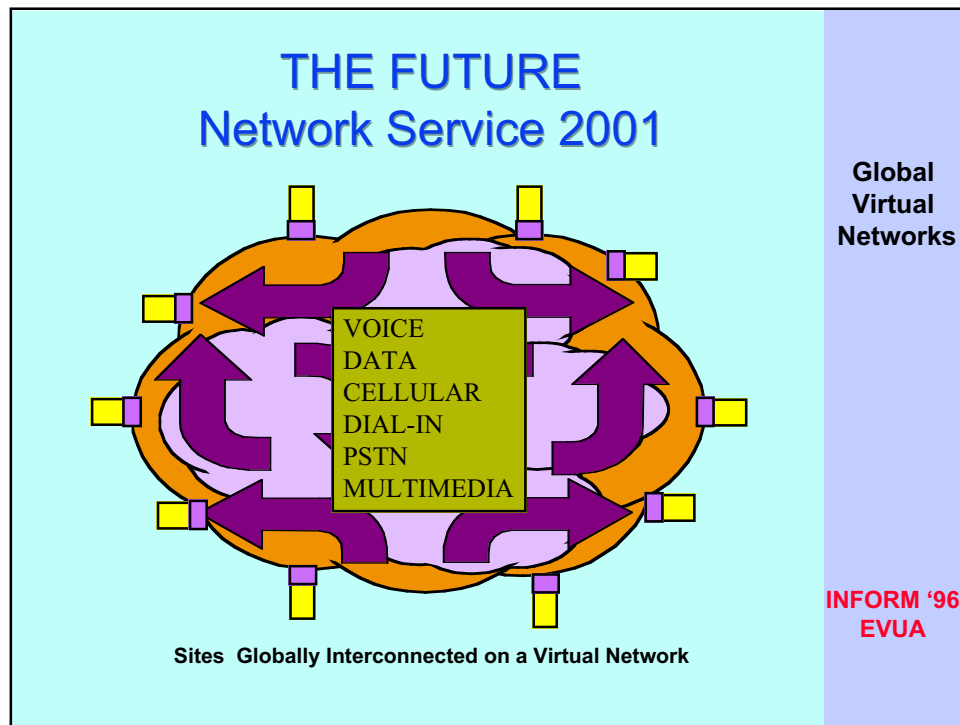 THE FUTURE
Network Service 2001
VOICE
DATA
CELLULAR
DIAL-IN
PSTN
MULTIMEDIA
Sites  Globally Interconnected on a Virtual Network
Global
Virtual
Networks
INFORM ‘96
EVUA